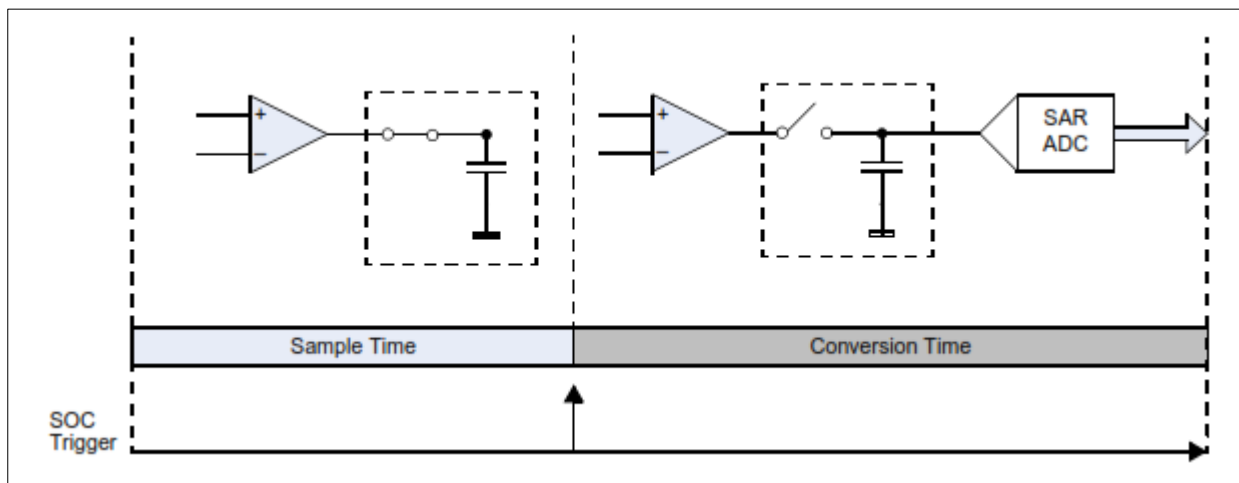 +
−
+
−
SAR
ADC
Sample Time
Conversion Time
SOC
Trigger